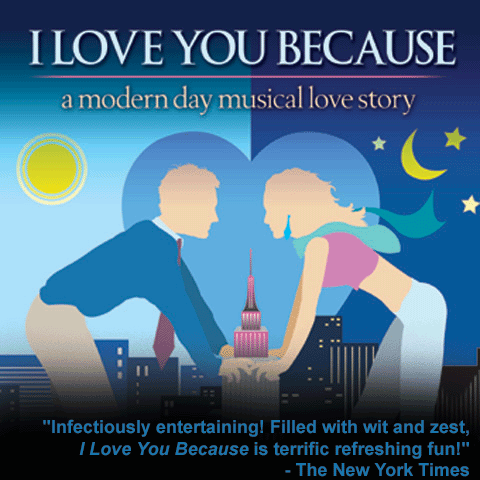 I LOVE YOU BECAUSE
a modern day musical love story
"Infectiously entertaining! Filled with wit and zest,
I Love You Because is terrific refreshing fun!"
- The New York Times